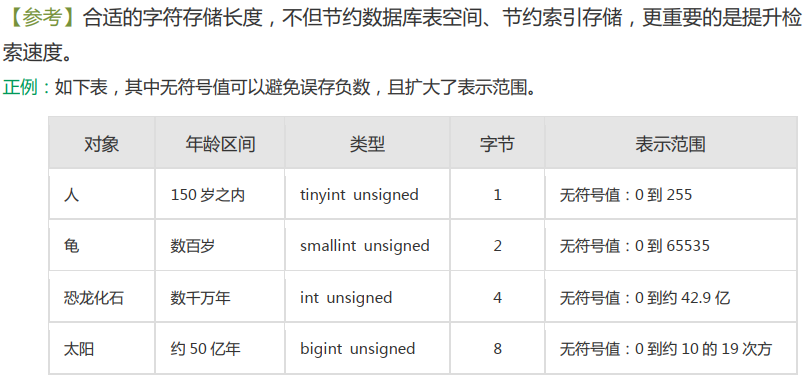 【参考】合适的字符存储长度，不但节约数据库表空间、节约索引存储，更重要的是提升检
索速度。
正例：如下表，其中无符号值可以避免误存负数，且扩大了表示范围。
对象 年龄区间 类型 字节 表示范围
人 150 岁之内 tinyint unsigned 1 无符号值：0 到 255
龟 数百岁 smallint unsigned 2 无符号值：0 到 65535
恐龙化石 数千万年 int unsigned 4 无符号值：0 到约 42.9 亿
太阳 约 50 亿年 bigint unsigned 8 无符号值：0 到约 10 的 19 次方